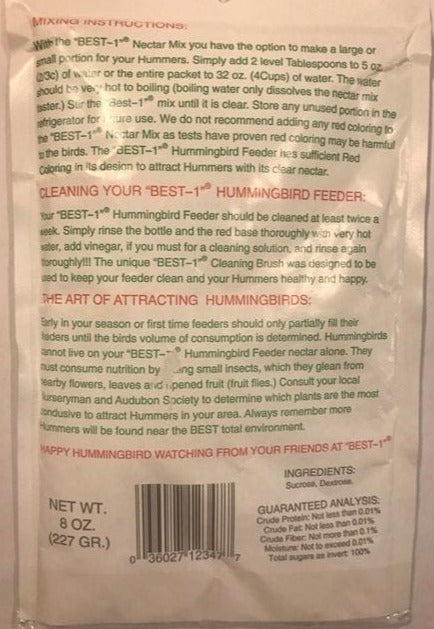 MIXING INSTRUCTIONS:
With the "BEST-1"® Nectar Mix you have the option to make a large or
small portion for your Hummers. Simply add 2 level Tablespoons to 5 oz.
(2/3c) of water or the entire packet to 32 oz. (4Cups) of water. The water
should be very hot to boiling (boiling water only dissolves the nectar mix
faster.) Stir the "Best-1"® mix until it is clear. Store any unused portion in the
refrigerator for future use. We do not recommend adding any red coloring to
the "BEST-1"® Nectar Mix as tests have proven red coloring may be harmful
to the birds. The "BEST-1"® Hummingbird Feeder has sufficient Red
Coloring in its design to attract Hummers with its clear nectar.
CLEANING YOUR "BEST-1"® HUMMINGBIRD FEEDER:
Your "BEST-1"® Hummingbird Feeder should be cleaned at least twice a
week. Simply rinse the bottle and the red base thoroughly with very hot
water, add vinegar, if you must for a cleaning solution, and rinse again
thoroughly!!! The unique "BEST-1"® Cleaning Brush was designed to be
used to keep your feeder clean and your Hummers healthy and happy.
THE ART OF ATTRACTING HUMMINGBIRDS:
Early in your season or first time feeders should only partially fill their
feeders until the birds volume of consumption is determined. Hummingbirds
cannot live on your "BEST-1"® Hummingbird Feeder nectar alone. They
must consume nutrition by small insects, which they glean from
nearby flowers, leaves and opened fruit (fruit flies.) Consult your local
Nurseryman and Audubon Society to determine which plants are the most
conducive to attract Hummers in your area. Always remember more
Hummers will be found near the BEST total environment.
HAPPY HUMMINGBIRD WATCHING FROM YOUR FRIENDS AT "BEST-1"®
INGREDIENTS:
Sucrose, Dextrose.
NET WT.
8 OZ.
(227 GR.)
GUARANTEED ANALYSIS:
Crude Protein: Not less than 0.01%
Crude Fat: Not less than 0.01%
Crude Fiber: Not more than 0.1%
Moisture: Not to exceed 0.01%
Total sugars as invert 100%
0 36027 12347 7